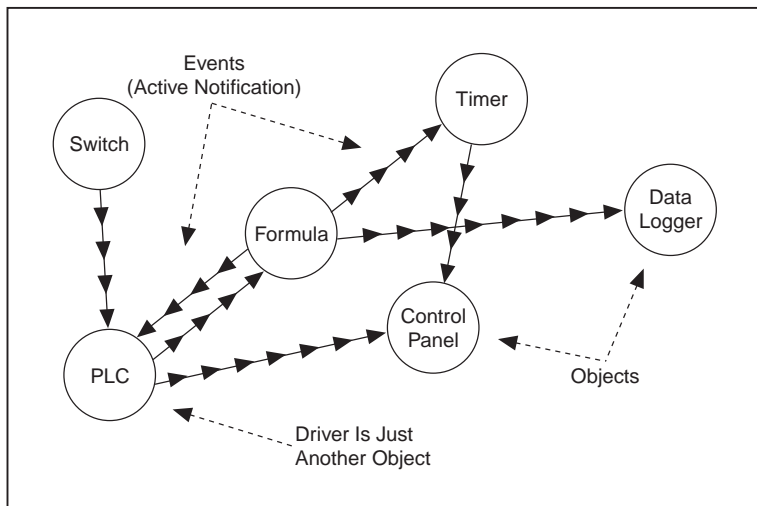 Events
(Active Notification)
Timer
Switch
Data
Logger
Formula
Control
Panel
PLC
Objects
Driver Is Just
Another Object